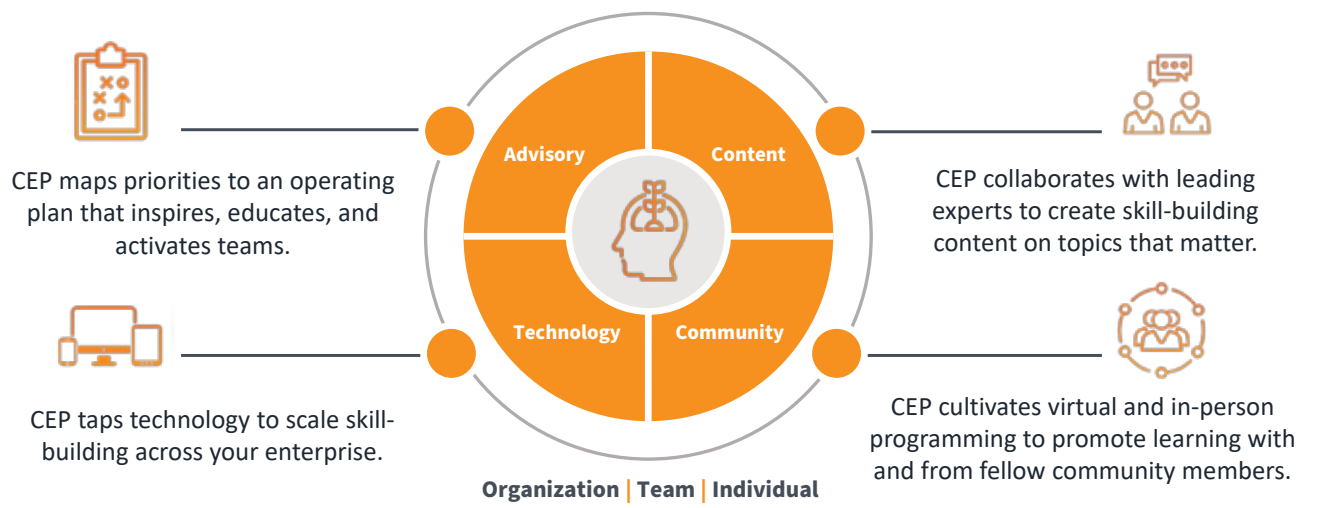 Advisory
Content
CEP maps priorities to an operating
plan that inspires, educates, and
activates teams.
CEP collaborates with leading
experts to create skill-building
content on topics that matter.
Technology
Community
CEP taps technology to scale skill-
building across your enterprise.
CEP cultivates virtual and in-person
programming to promote learning with
and from fellow community members.
Organization | Team | Individual